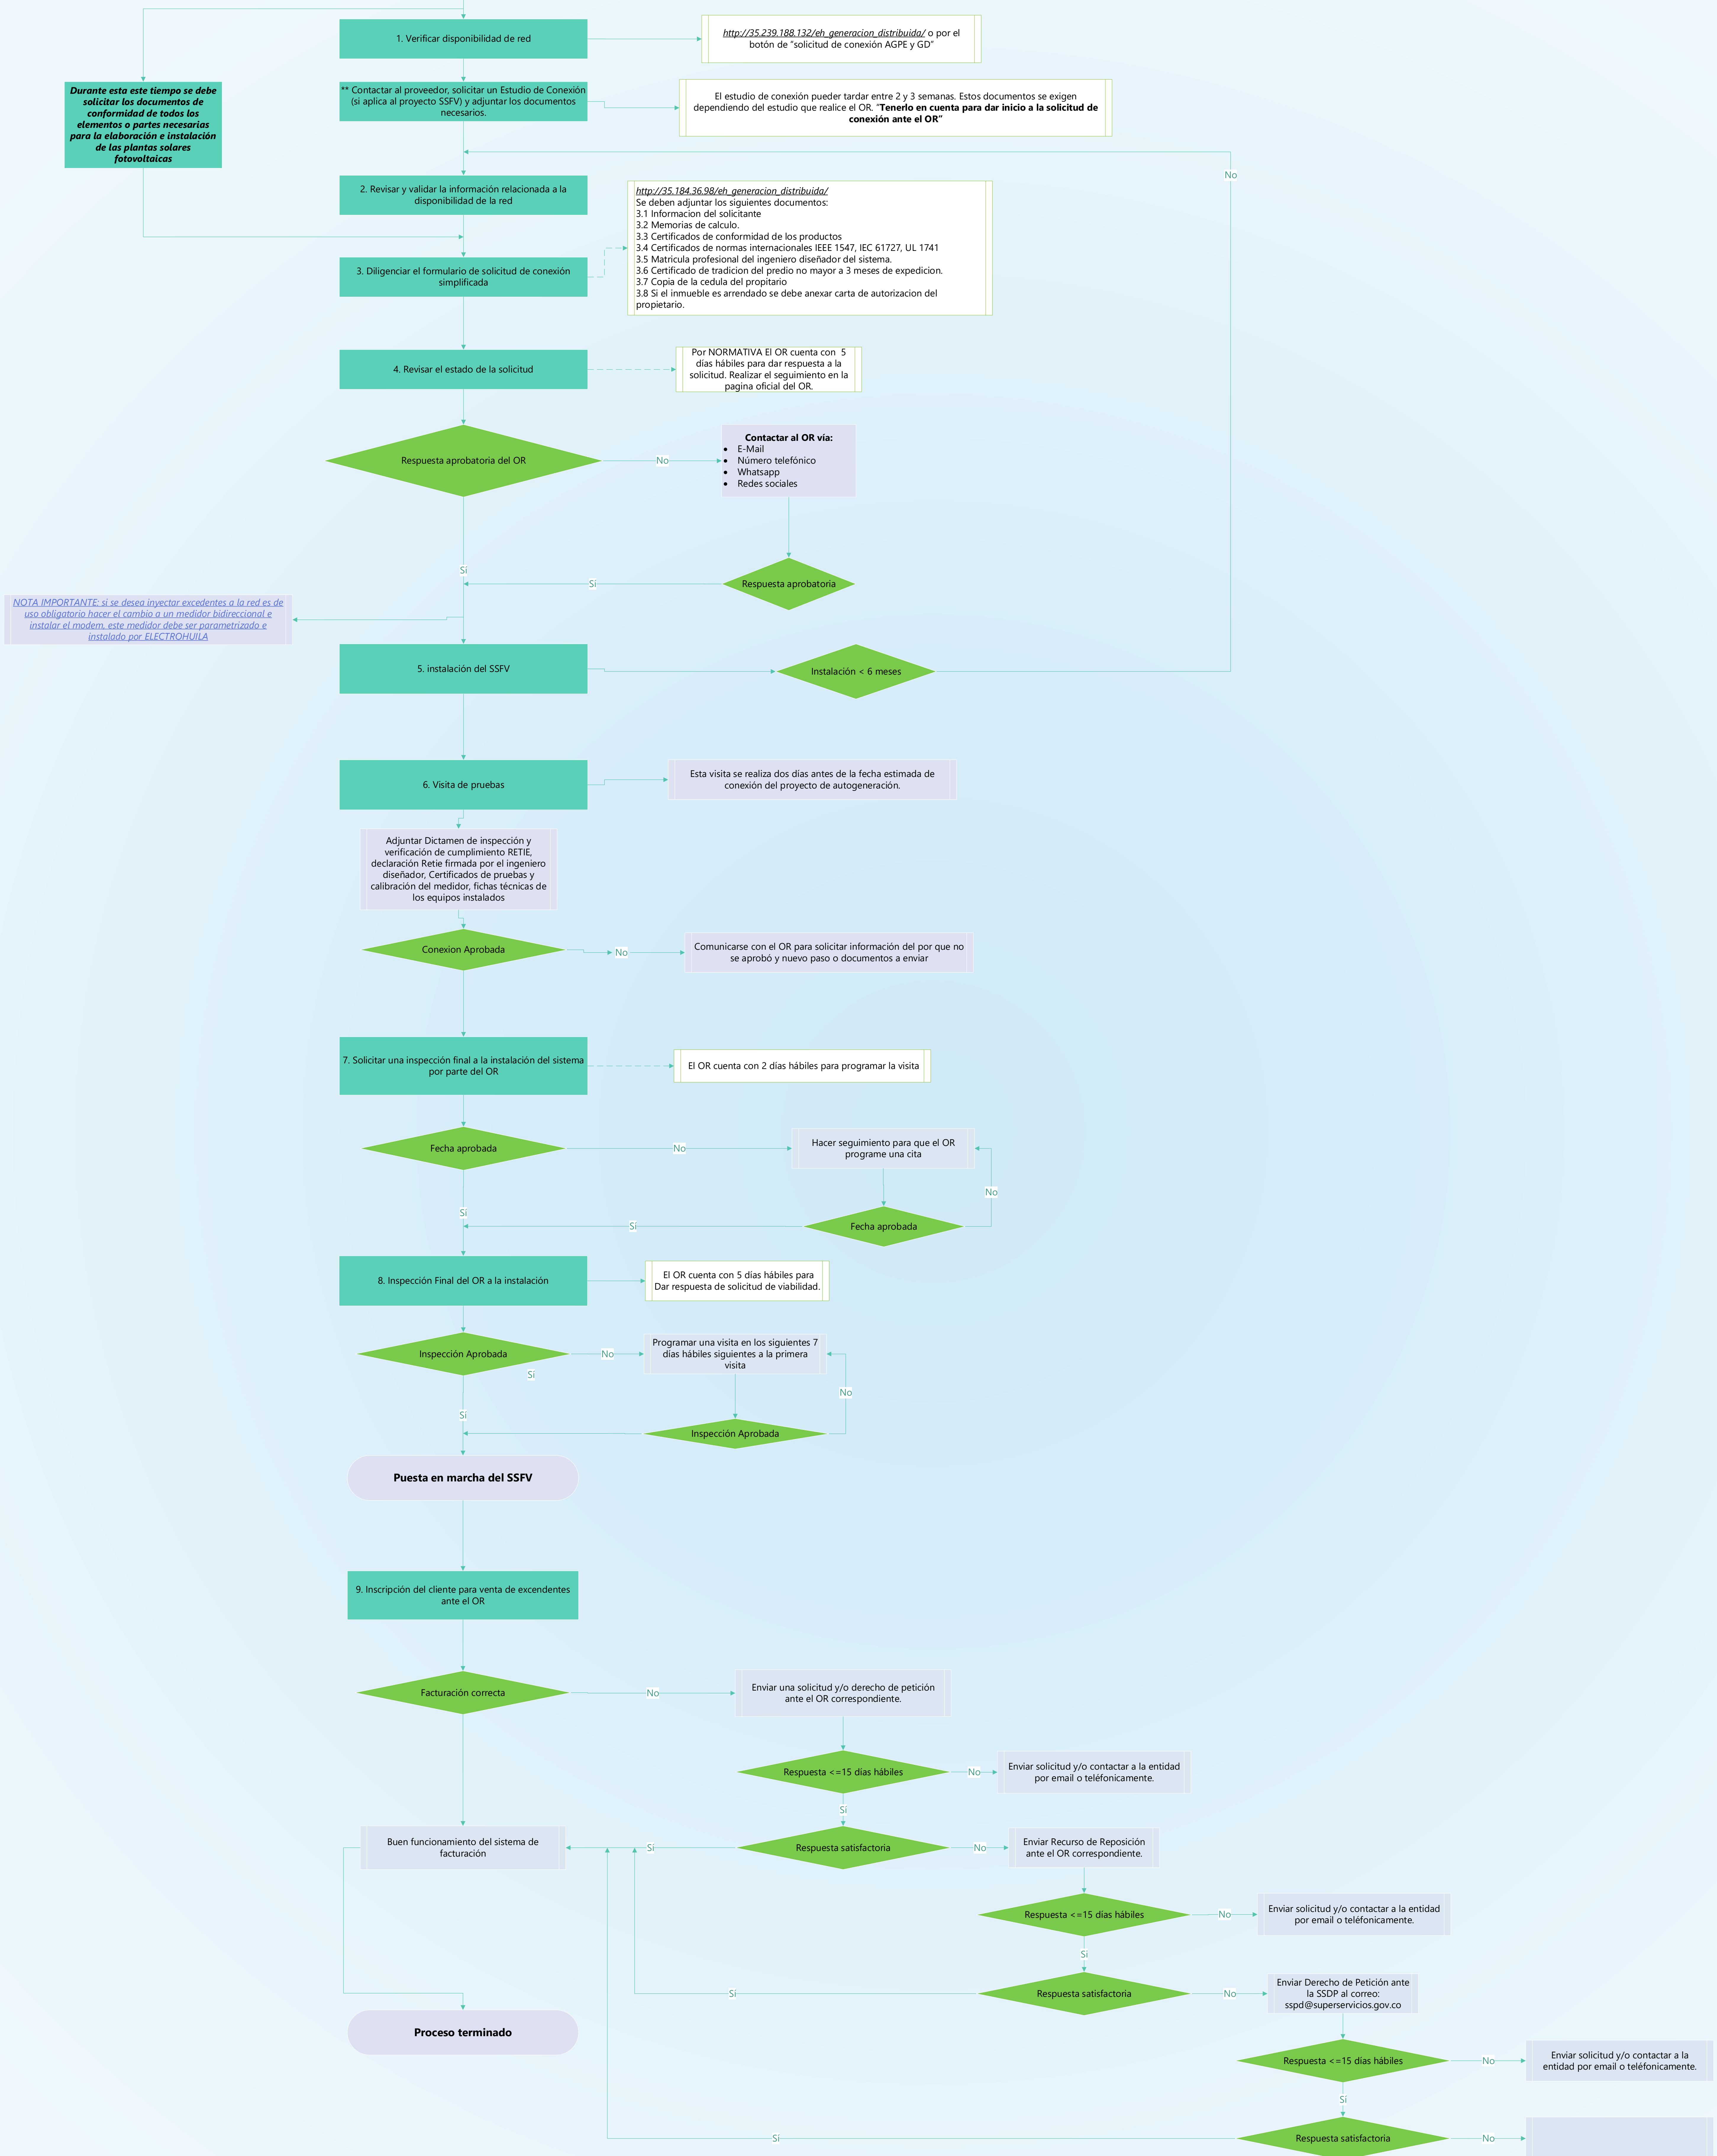 1. Verificar disponibilidad de red
http://35.239.188.132/eh_generacion_distribuida/ o por el
botón de “solicitud de conexión AGPE y GD”
Durante esta este tiempo se debe
solicitar los documentos de
conformidad de todos los
elementos o partes necesarias
para la elaboración e instalación
de las plantas solares
fotovoltaicas
** Contactar al proveedor, solicitar un Estudio de Conexión
(si aplica al proyecto SSFV) y adjuntar los documentos
necesarios.
El estudio de conexión pueder tardar entre 2 y 3 semanas. Estos documentos se exigen
dependiendo del estudio que realice el OR. “Tenerlo en cuenta para dar inicio a la solicitud de
conexión ante el OR”
No
2. Revisar y validar la información relacionada a la
disponibilidad de la red
http://35.184.36.98/eh_generacion_distribuida/
Se deben adjuntar los siguientes documentos:
3.1 Informacion del solicitante
3.2 Memorias de calculo.
3.3 Certificados de conformidad de los productos
3.4 Certificados de normas internacionales IEEE 1547, IEC 61727, UL 1741
3.5 Matricula profesional del ingeniero diseñador del sistema.
3.6 Certificado de tradicion del predio no mayor a 3 meses de expedicion.
3.7 Copia de la cedula del propitario
3.8 Si el inmueble es arrendado se debe anexar carta de autorizacion del
propietario.
3. Diligenciar el formulario de solicitud de conexión
simplificada
4. Revisar el estado de la solicitud
Por NORMATIVA El OR cuenta con 5
días hábiles para dar respuesta a la
solicitud. Realizar el seguimiento en la
pagina oficial del OR.
Respuesta aprobatoria del OR
No
Contactar al OR vía:
• E-Mail
• Número telefónico
• Whatsapp
• Redes sociales
Sí
Sí
Respuesta aprobatoria
NOTA IMPORTANTE: si se desea inyectar excedentes a la red es de
uso obligatorio hacer el cambio a un medidor bidireccional e
instalar el modem, este medidor debe ser parametrizado e
instalado por ELECTROHUILA
5. instalación del SSFV
Instalación < 6 meses
6. Visita de pruebas
Esta visita se realiza dos días antes de la fecha estimada de
conexión del proyecto de autogeneración.
Adjuntar Dictamen de inspección y
verificación de cumplimiento RETIE,
declaración Retie firmada por el ingeniero
diseñador, Certificados de pruebas y
calibración del medidor, fichas técnicas de
los equipos instalados
Conexion Aprobada
No
Comunicarse con el OR para solicitar información del por que no
se aprobó y nuevo paso o documentos a enviar
7. Solicitar una inspección final a la instalación del sistema
por parte del OR
El OR cuenta con 2 días hábiles para programar la visita
Fecha aprobada
No
Hacer seguimiento para que el OR
programe una cita
No
Sí
Sí
Fecha aprobada
8. Inspección Final del OR a la instalación
El OR cuenta con 5 días hábiles para
Dar respuesta de solicitud de viabilidad.
Inspección Aprobada
No
Programar una visita en los siguientes 7
días hábiles siguientes a la primera
visita
Sí
No
Sí
Inspección Aprobada
Puesta en marcha del SSFV
9. Inscripción del cliente para venta de excendentes
ante el OR
Facturación correcta
No
Enviar una solicitud y/o derecho de petición
ante el OR correspondiente.
Respuesta <=15 días hábiles
No
Enviar solicitud y/o contactar a la entidad
por email o teléfonicamente.
Sí
Buen funcionamiento del sistema de
facturación
Sí
Respuesta satisfactoria
No
Enviar Recurso de Reposición
ante el OR correspondiente.
Respuesta <=15 días hábiles
No
Enviar solicitud y/o contactar a la entidad
por email o teléfonicamente.
Sí
Sí
Respuesta satisfactoria
No
Enviar Derecho de Petición ante
la SSDP al correo:
sspd@superservicios.gov.co
Proceso terminado
Respuesta <=15 días hábiles
No
Enviar solicitud y/o contactar a la
entidad por email o teléfonicamente.
Sí
Sí
Respuesta satisfactoria
No